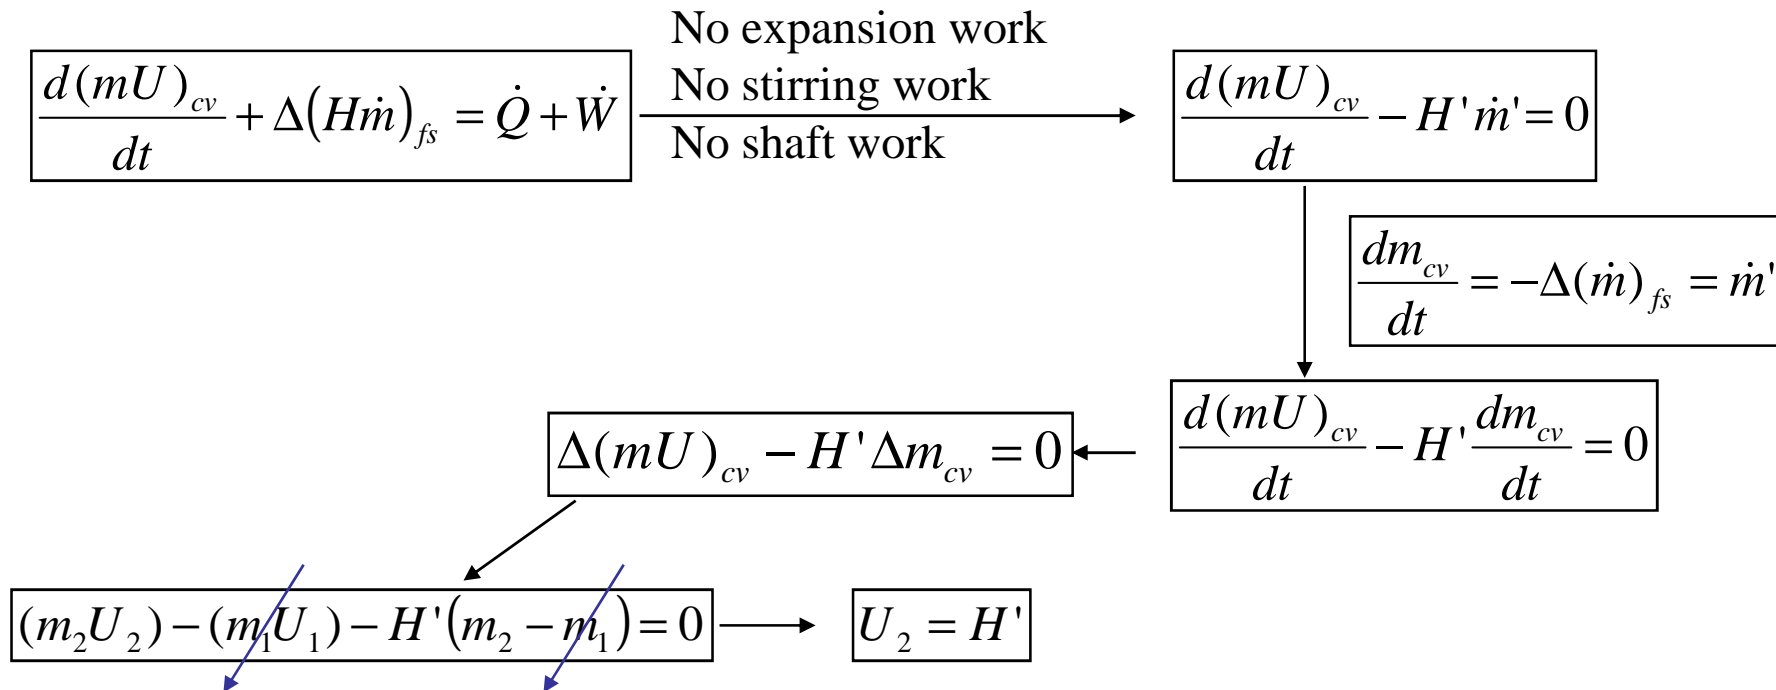 d(mU)_cv / dt + Δ(Hṁ)_fs = Q̇ + Ẇ
No expansion work
No stirring work
No shaft work
d(mU)_cv / dt − H'ṁ' = 0
dm_cv / dt = −Δ(ṁ)_fs = ṁ'
d(mU)_cv / dt − H' dm_cv / dt = 0
Δ(mU)_cv − H'Δm_cv = 0
(m₂U₂) − (m₁U₁) − H'(m₂ − m₁) = 0
U₂ = H'